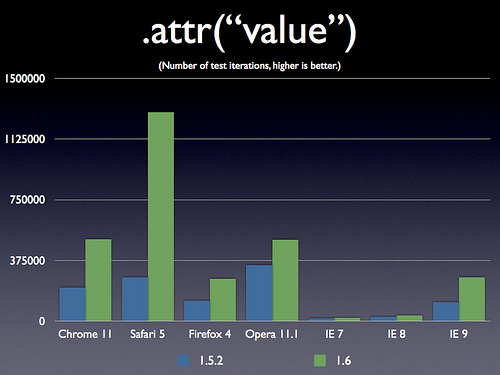 .attr(“value”)
(Number of test iterations, higher is better.)
1500000
1125000
750000
375000
0
Chrome 11 Safari 5 Firefox 4 Opera 11.1 IE 7 IE 8 IE 9
1.5.2 1.6